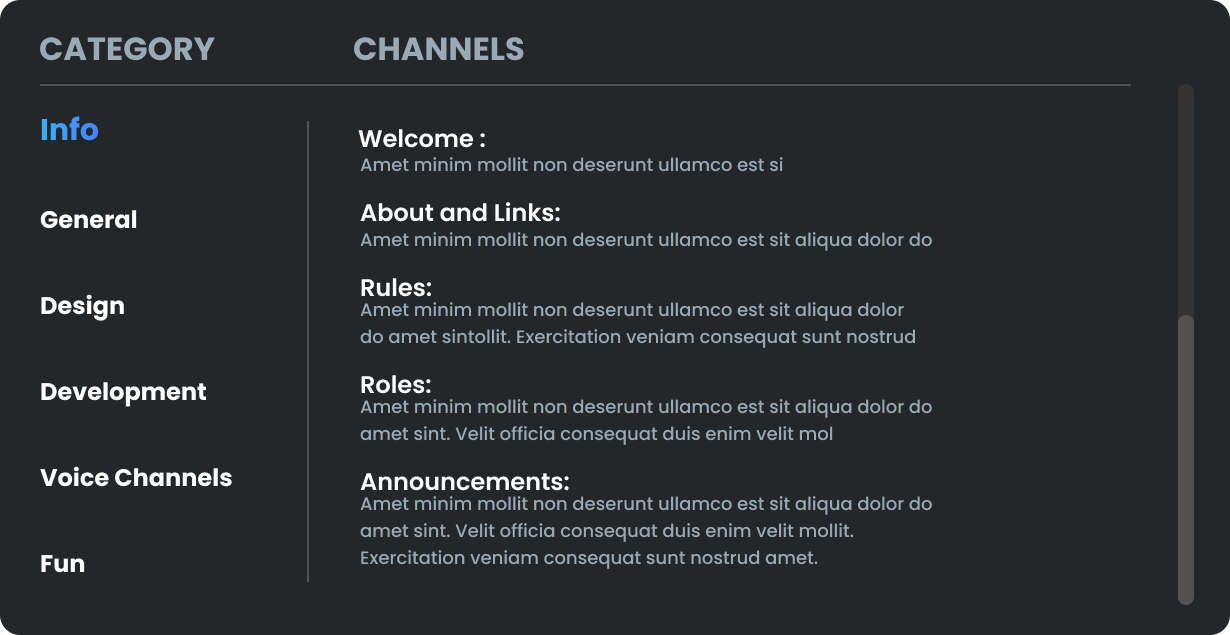 CATEGORY
CHANNELS
Info
General
Design
Development
Voice Channels
Fun
Welcome :
Amet minim mollit non deserunt ullamco est si
About and Links:
Amet minim mollit non deserunt ullamco est sit aliqua dolor do
Rules:
Amet minim mollit non deserunt ullamco est sit aliqua dolor
do amet sintollit. Exercitation veniam consequat sunt nostrud
Roles:
Amet minim mollit non deserunt ullamco est sit aliqua dolor do
amet sint. Velit officia consequat duis enim velit mol
Announcements:
Amet minim mollit non deserunt ullamco est sit aliqua dolor do
amet sint. Velit officia consequat duis enim velit mollit.
Exercitation veniam consequat sunt nostrud amet.